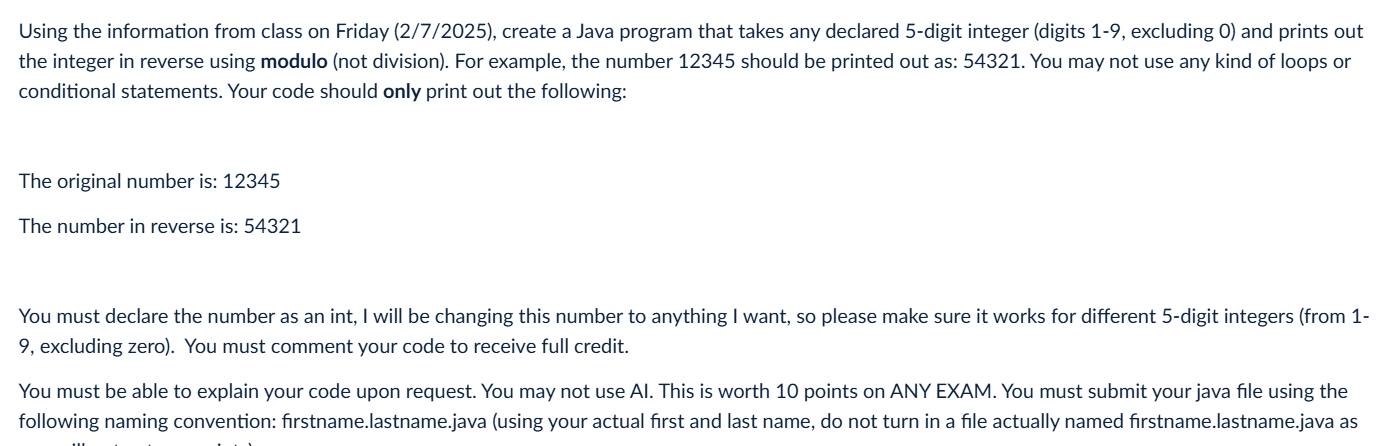 Using the information from class on Friday (2/7/2025), create a Java program that takes any declared 5-digit integer (digits 1-9, excluding 0) and prints out
the integer in reverse using modulo (not division). For example, the number 12345 should be printed out as: 54321. You may not use any kind of loops or
conditional statements. Your code should only print out the following:
The original number is: 12345
The number in reverse is: 54321
You must declare the number as an int, I will be changing this number to anything I want, so please make sure it works for different 5-digit integers (from 1-
9, excluding zero). You must comment your code to receive full credit.
You must be able to explain your code upon request. You may not use AI. This is worth 10 points on ANY EXAM. You must submit your java file using the
following naming convention: firstname.lastname.java (using your actual first and last name, do not turn in a file actually named firstname.lastname.java as